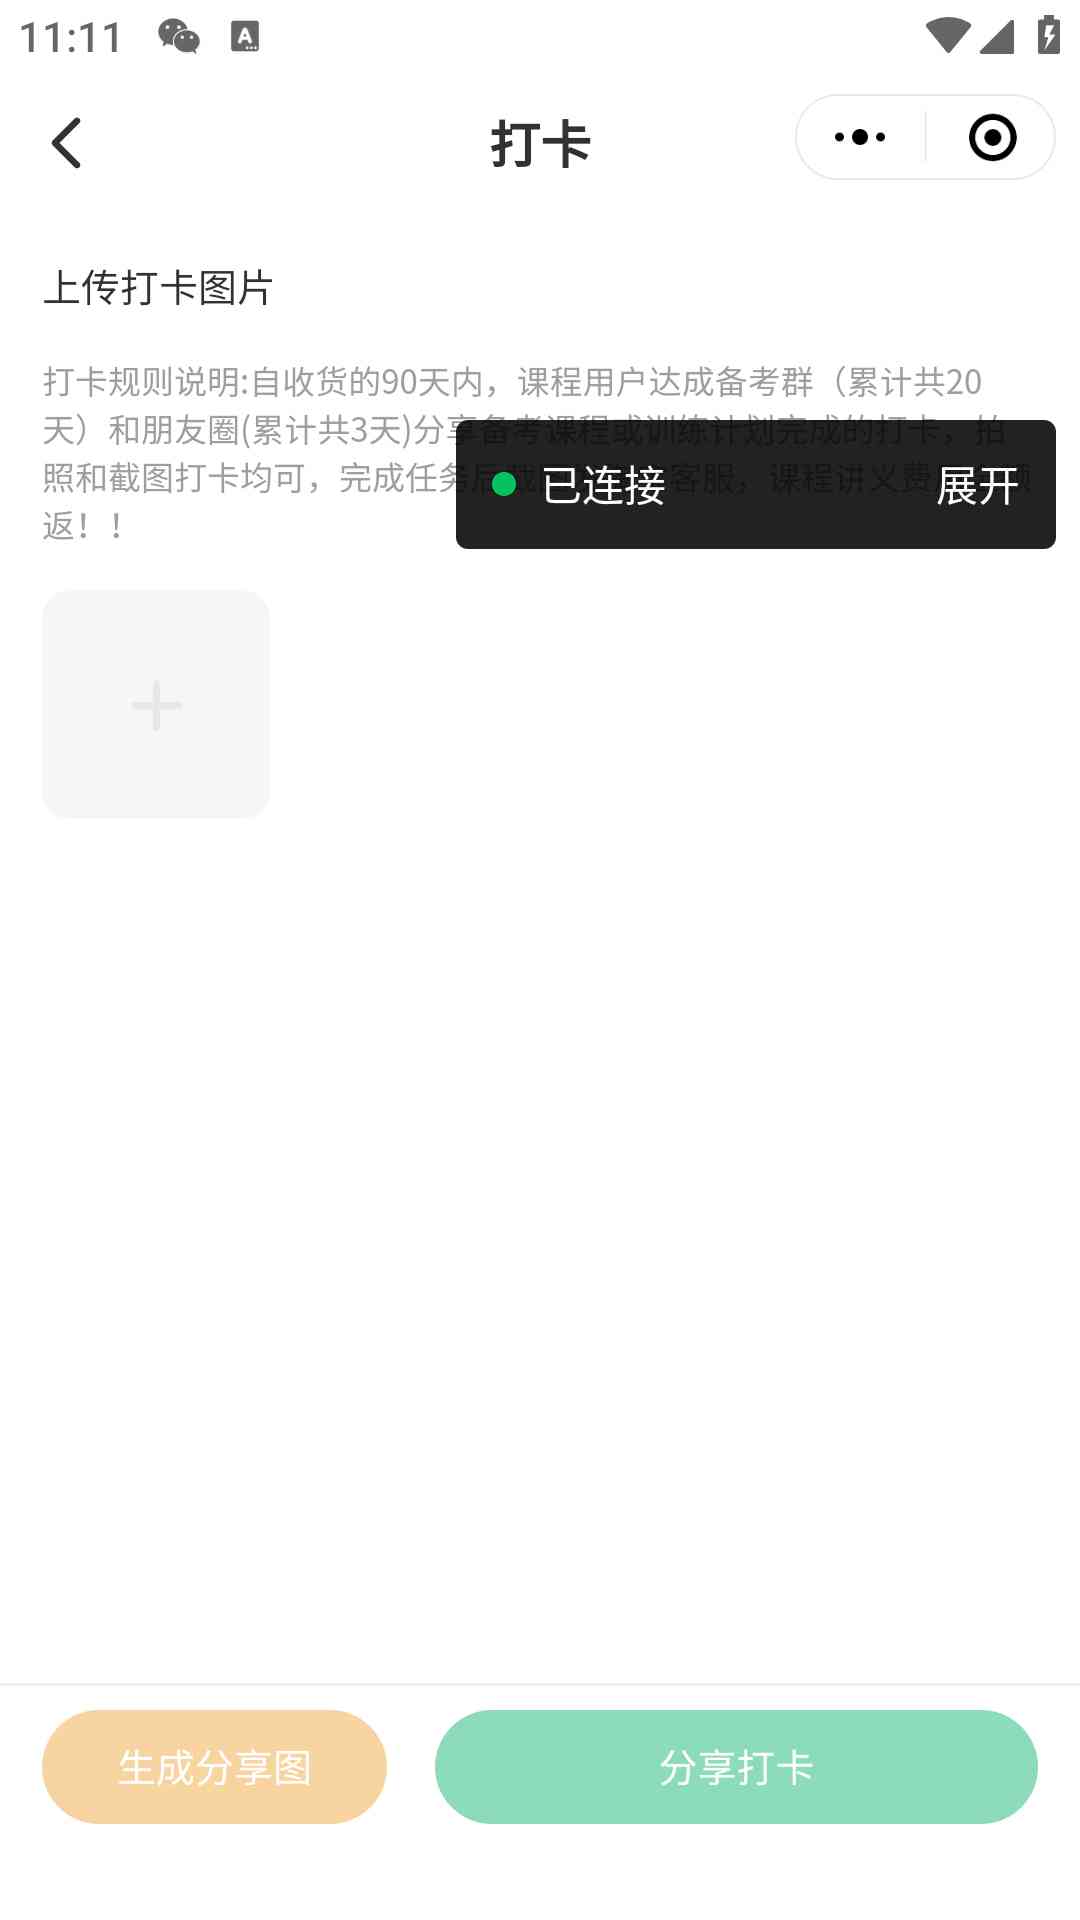 11:11
打卡
上传打卡图片
打卡规则说明:自收货的90天内，课程用户达成备考群（累计共20
天）和朋友圈(累计共3天)分享备考课程或训练计划完成的打卡，拍
照和截图打卡均可，完成任务后截图 客服，课程讲义费
返！！
已连接
展开
生成分享图
分享打卡